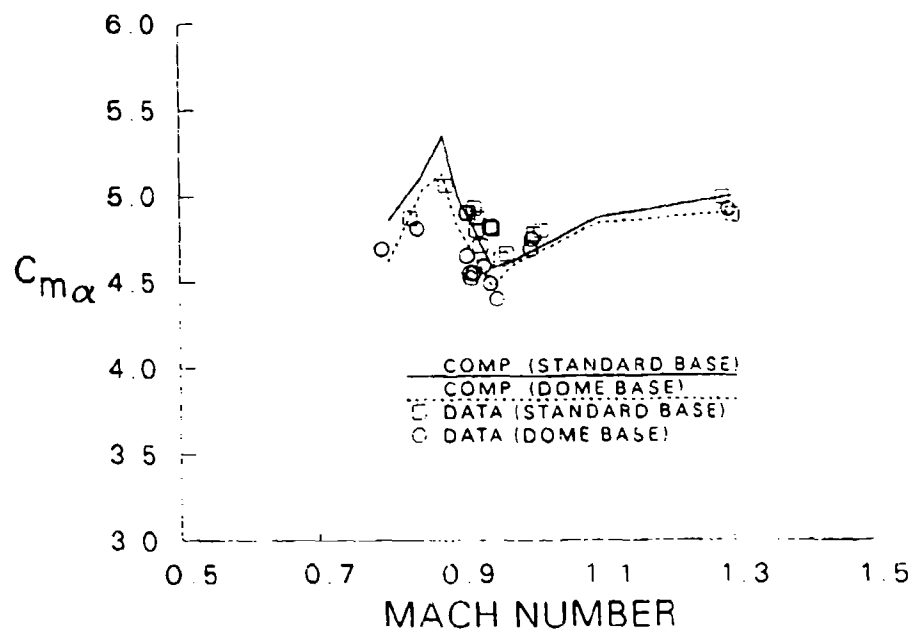 6.0
5.5
5.0
4.5
4.0
3 5
3 0
C mα
COMP (STANDARD BASE)
COMP (DOME BASE)
DATA (STANDARD BASE)
DATA (DOME BASE)
0.5 0.7 0.9 1 1 1.3 1.5
MACH NUMBER